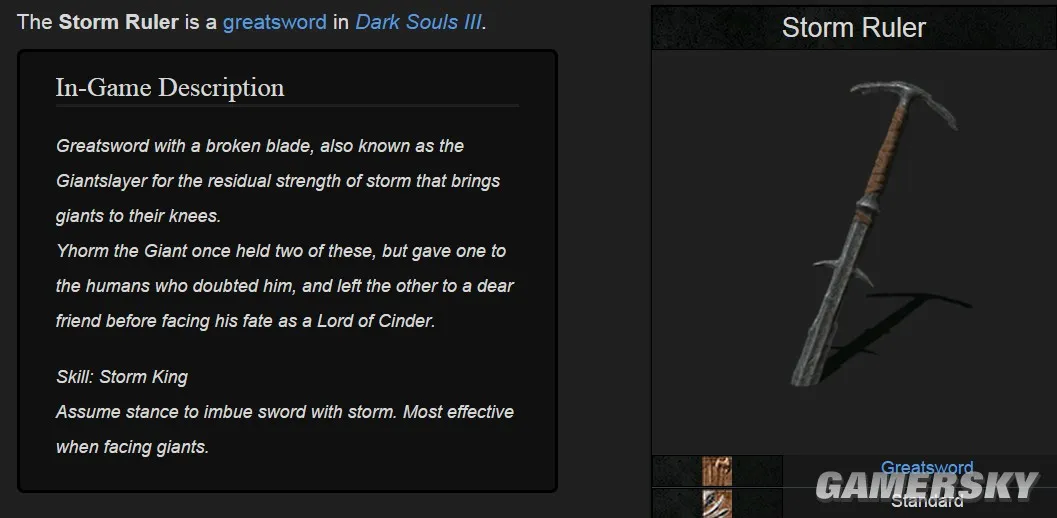 The Storm Ruler is a greatsword in Dark Souls III.
In-Game Description
Greatsword with a broken blade, also known as the
Giantslayer for the residual strength of storm that brings
giants to their knees.
Yhorm the Giant once held two of these, but gave one to
the humans who doubted him, and left the other to a dear
friend before facing his fate as a Lord of Cinder.
Skill: Storm King
Assume stance to imbue sword with storm. Most effective
when facing giants.
Storm Ruler
Greatsword
Standard
GAMERSKY